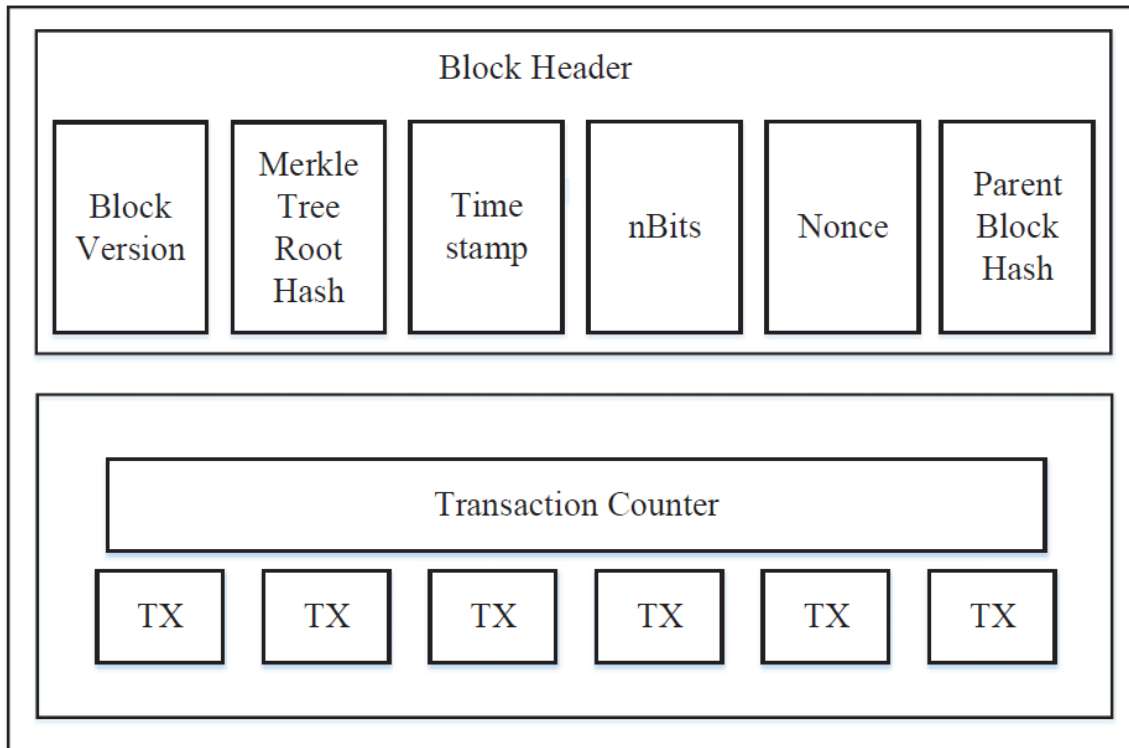 Block Header
Block
Version
Merkle
Tree
Root
Hash
Time
stamp
nBits
Nonce
Parent
Block
Hash
Transaction Counter
TX
TX
TX
TX
TX
TX